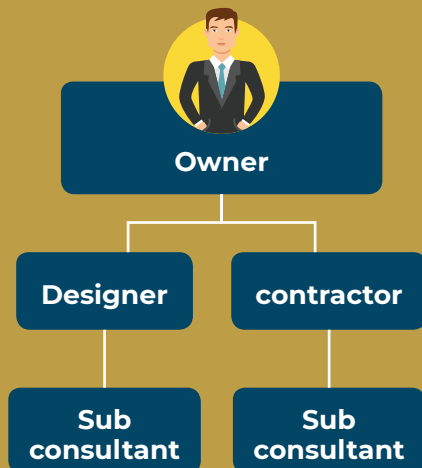 Owner
Designer
contractor
Sub
consultant
Sub
consultant